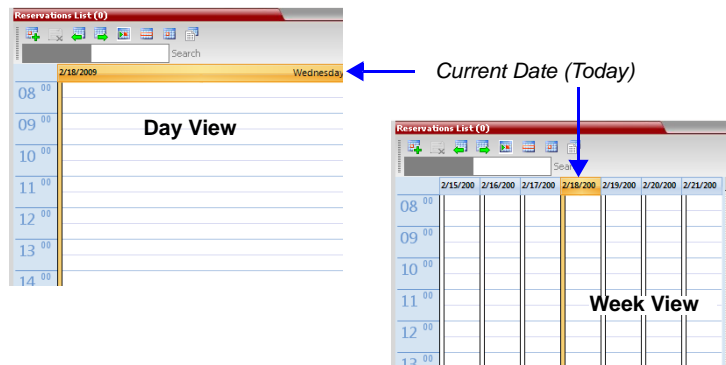 Reservations List (0)
Search
2/18/2009 Wednesday
08 00
09 00
10 00
11 00
12 00
13 00
14 00
Day View
Current Date (Today)
Reservations List (0)
Search
2/15/200 2/16/200 2/17/200 2/18/200 2/19/200 2/20/200 2/21/200
08 00
09 00
10 00
11 00
12 00
13 00
Week View